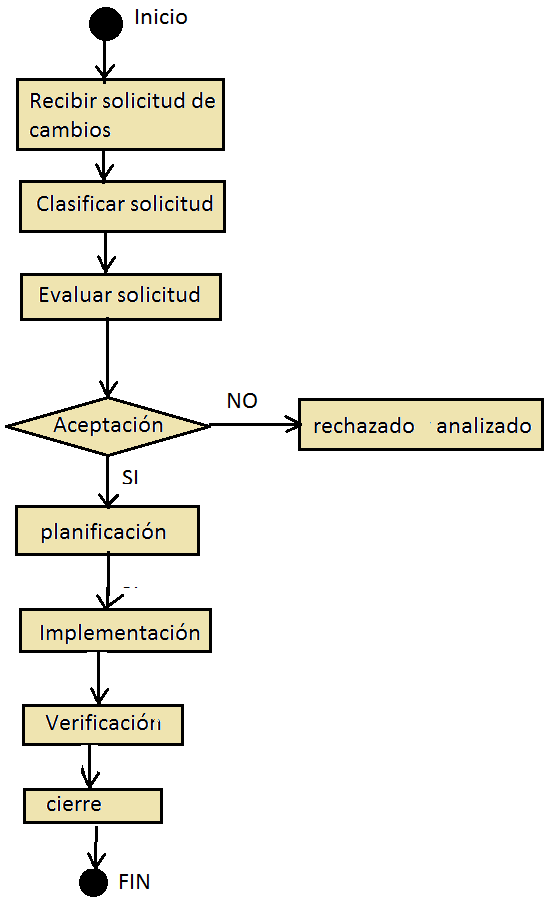 Inicio
Recibir solicitud de
cambios
Clasificar solicitud
Evaluar solicitud
Aceptación
NO
rechazado analizado
SI
planificación
Implementación
Verificación
cierre
FIN